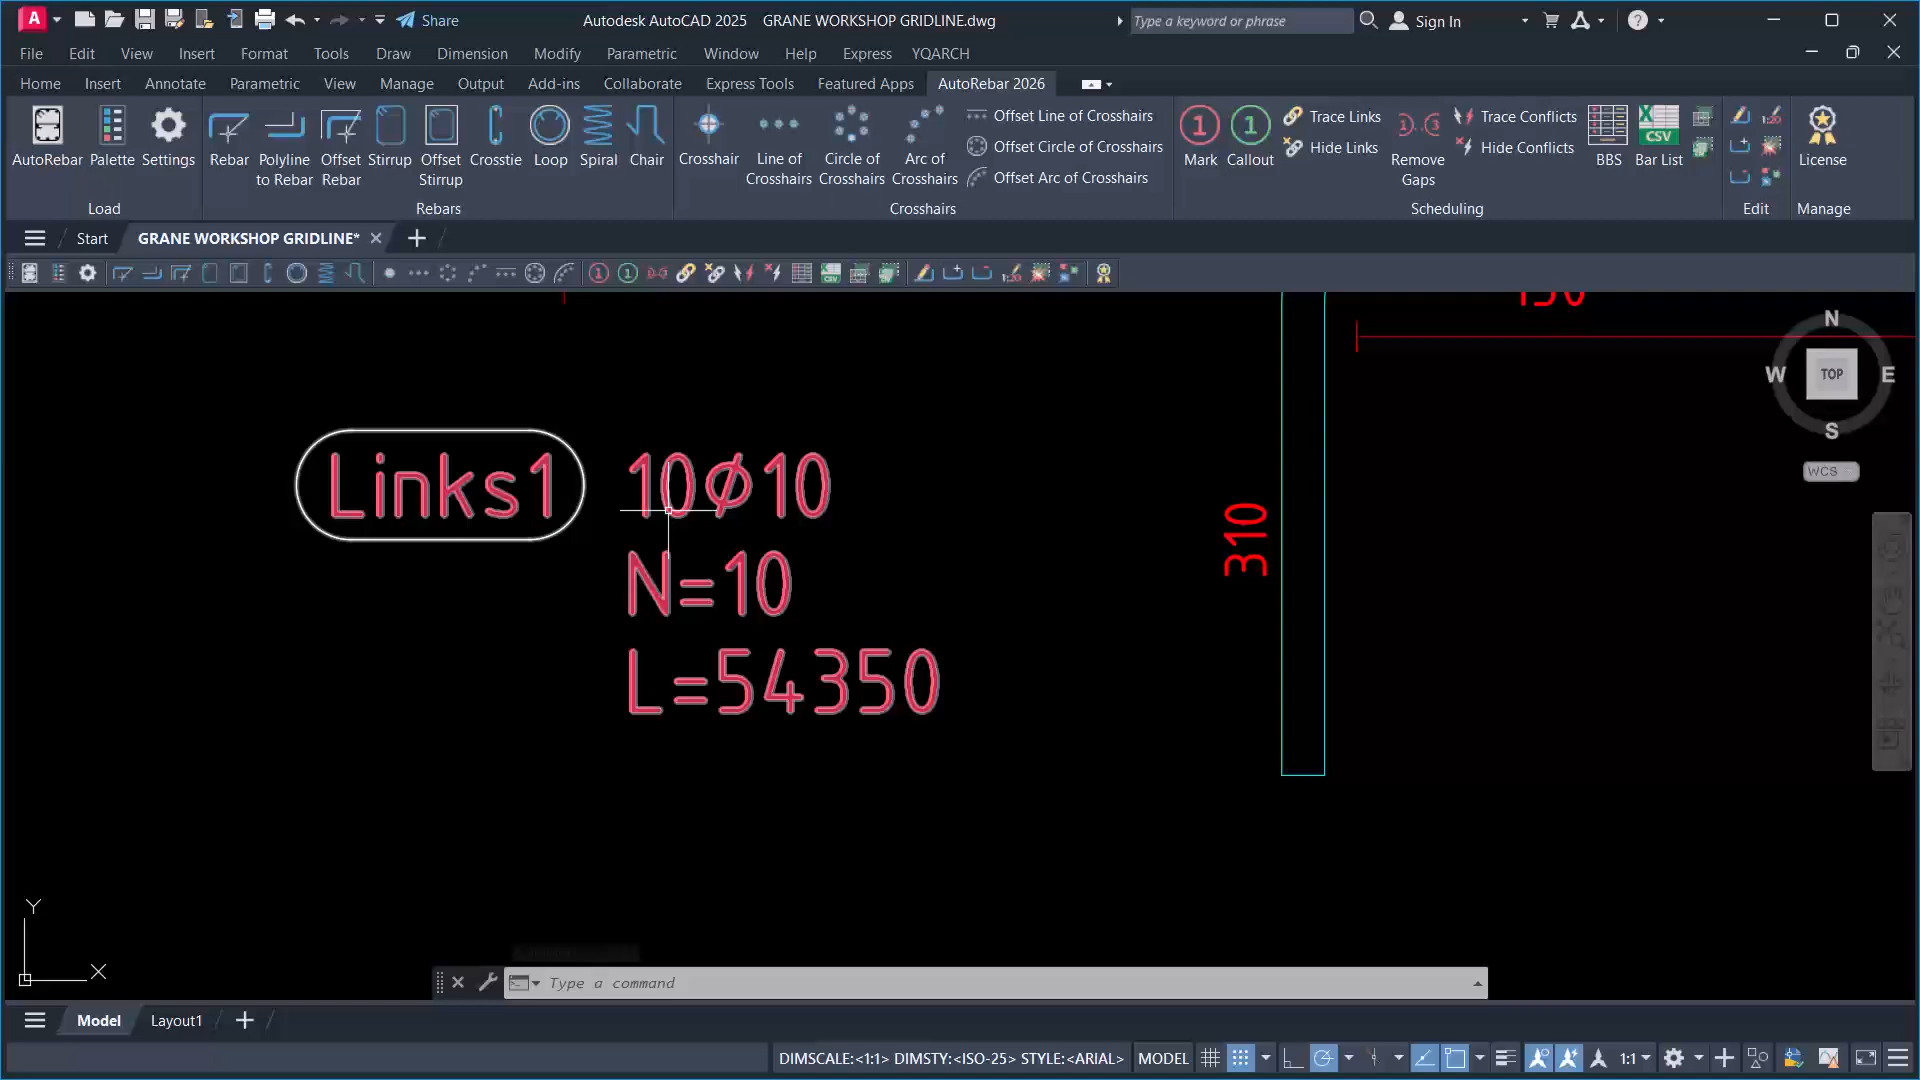 Share
Autodesk AutoCAD 2025 GRANE WORKSHOP GRIDLINE.dwg
Type a keyword or phrase
Sign In
File Edit View Insert Format Tools Draw Dimension Modify Parametric Window Help Express YQARCH
Home Insert Annotate Parametric View Manage Output Add-ins Collaborate Express Tools Featured Apps AutoRebar 2026
AutoRebar Palette Settings
Load
Rebar Polyline to Rebar Offset Rebar Stirrup Offset Stirrup Crosstie Loop Spiral Chair
Rebars
Crosshair Line of Crosshairs Circle of Crosshairs Arc of Crosshairs
Offset Line of Crosshairs
Offset Circle of Crosshairs
Offset Arc of Crosshairs
Crosshairs
1 Mark 1 Callout
Trace Links
Hide Links
1..3 Remove Gaps
Trace Conflicts
Hide Conflicts
BBS CSV Bar List
Scheduling
Edit
License
Manage
Start GRANE WORKSHOP GRIDLINE*
Links1 10ø10
N=10
L=54350
310
150
N
W TOP E
S
WCS
Y
X
Type a command
Model Layout1
DIMSCALE:<1:1> DIMSTY:<ISO-25> STYLE:<ARIAL> MODEL 1:1